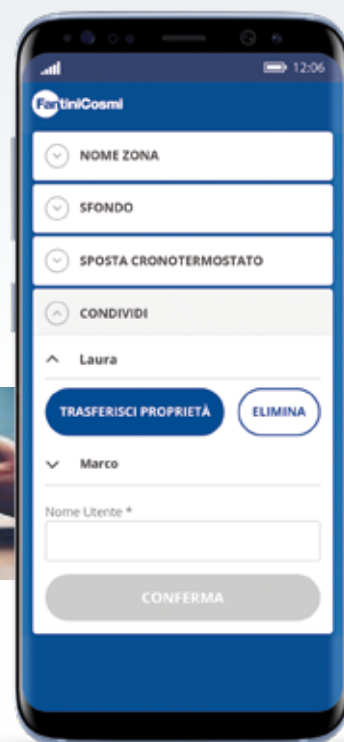 12:06
FantiniCosmi
NOME ZONA
SFONDO
SPOSTA CRONOTERMOSTATO
CONDIVIDI
Laura
TRASFERISCI PROPRIETÀ ELIMINA
Marco
Nome Utente *
CONFERMA